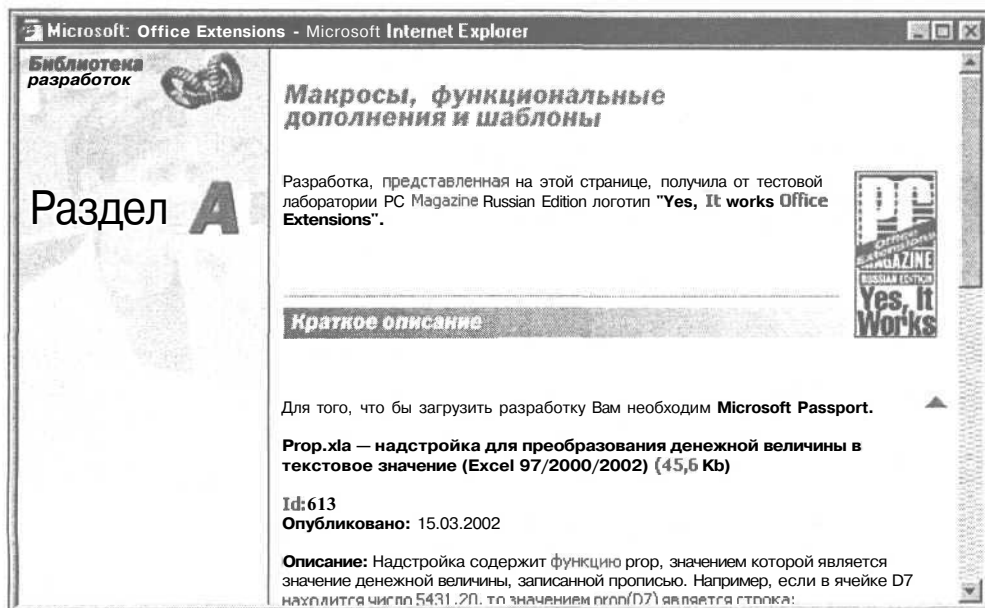 Microsoft: Office Extensions - Microsoft Internet Explorer
Библиотека
разработок
Раздел А
Макросы, функциональные
дополнения и шаблоны
Разработка, представленная на этой странице, получила от тестовой
лаборатории PC Magazine Russian Edition логотип "Yes, It works Office
Extensions".
PC
Office
Extensions
MAGAZINE
RUSSIAN EDITION
Yes, It
Works
Краткое описание
Для того, что бы загрузить разработку Вам необходим Microsoft Passport.
Prop.xla — надстройка для преобразования денежной величины в
текстовое значение (Excel 97/2000/2002) (45,6 Kb)
Id:613
Опубликовано: 15.03.2002
Описание: Надстройка содержит функцию prop, значением которой является
значение денежной величины, записанной прописью. Например, если в ячейке D7
находится число 5431.20, то значением prop(D7) является строка: